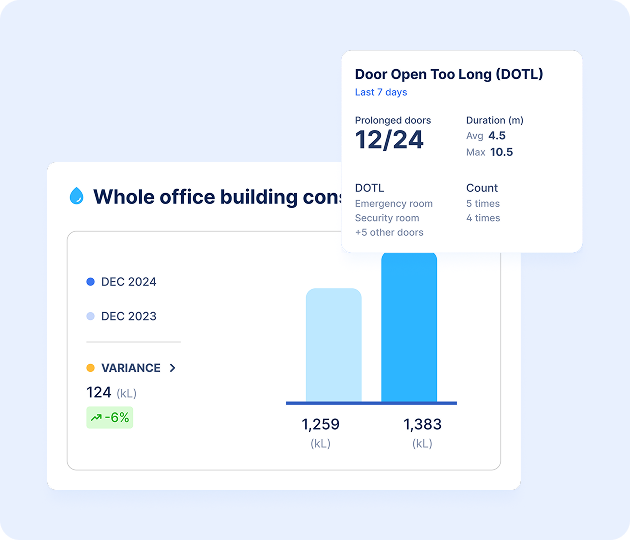 Door Open Too Long (DOTL)
Last 7 days
Prolonged doors
12/24
Duration (m)
Avg 4.5
Max 10.5
DOTL
Count
Emergency room
5 times
Security room
4 times
+5 other doors
Whole office building
DEC 2024
DEC 2023
VARIANCE
124 (kL)
-6%
1,259
(kL)
1,383
(kL)